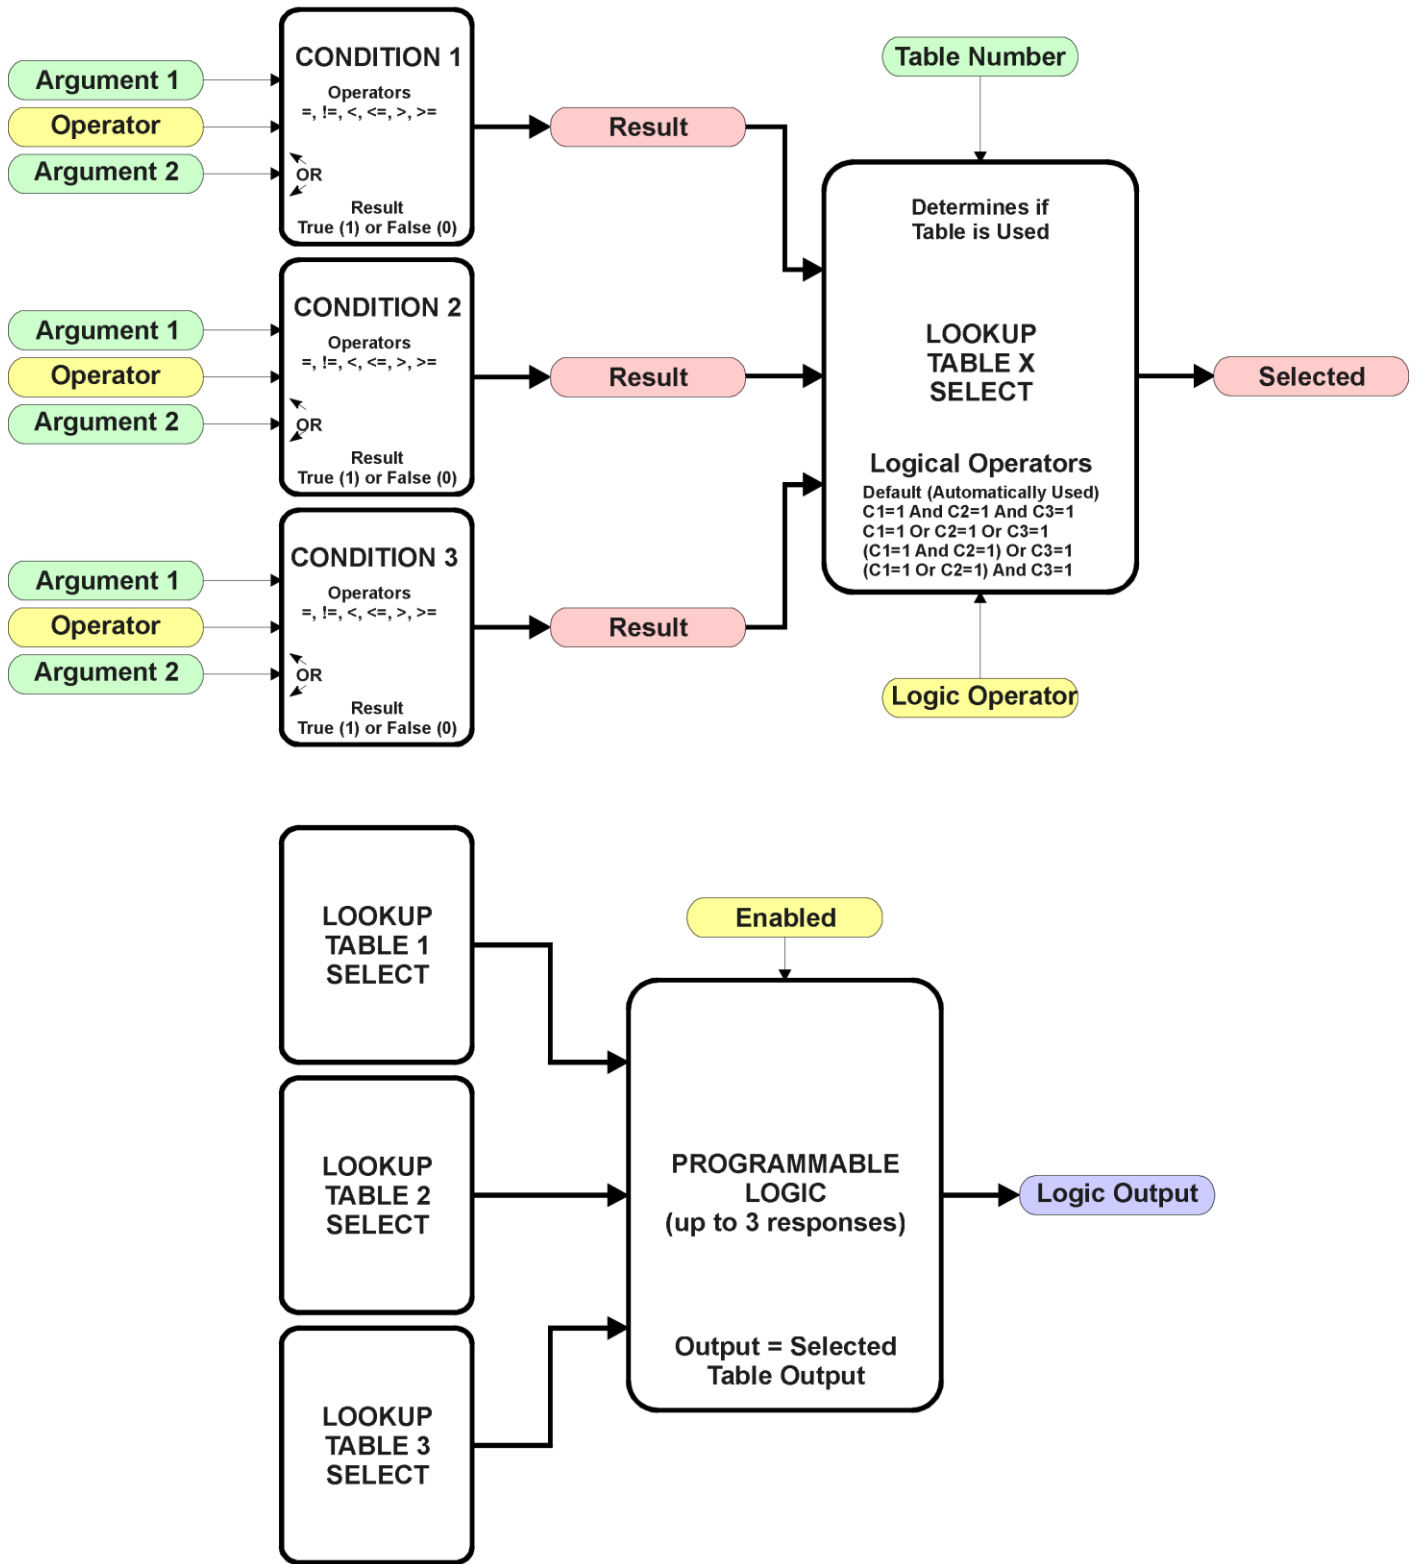 CONDITION 1
Operators
=, !=, <, <=, >, >=
OR
Result
True (1) or False (0)
Argument 1
Operator
Argument 2
Result
CONDITION 2
Operators
=, !=, <, <=, >, >=
OR
Result
True (1) or False (0)
Argument 1
Operator
Argument 2
Result
CONDITION 3
Operators
=, !=, <, <=, >, >=
OR
Result
True (1) or False (0)
Argument 1
Operator
Argument 2
Result
Table Number
Determines if
Table is Used
LOOKUP
TABLE X
SELECT
Logical Operators
Default (Automatically Used)
C1=1 And C2=1 And C3=1
C1=1 Or C2=1 Or C3=1
(C1=1 And C2=1) Or C3=1
(C1=1 Or C2=1) And C3=1
Logic Operator
Selected
LOOKUP
TABLE 1
SELECT
LOOKUP
TABLE 2
SELECT
LOOKUP
TABLE 3
SELECT
Enabled
PROGRAMMABLE
LOGIC
(up to 3 responses)
Output = Selected
Table Output
Logic Output